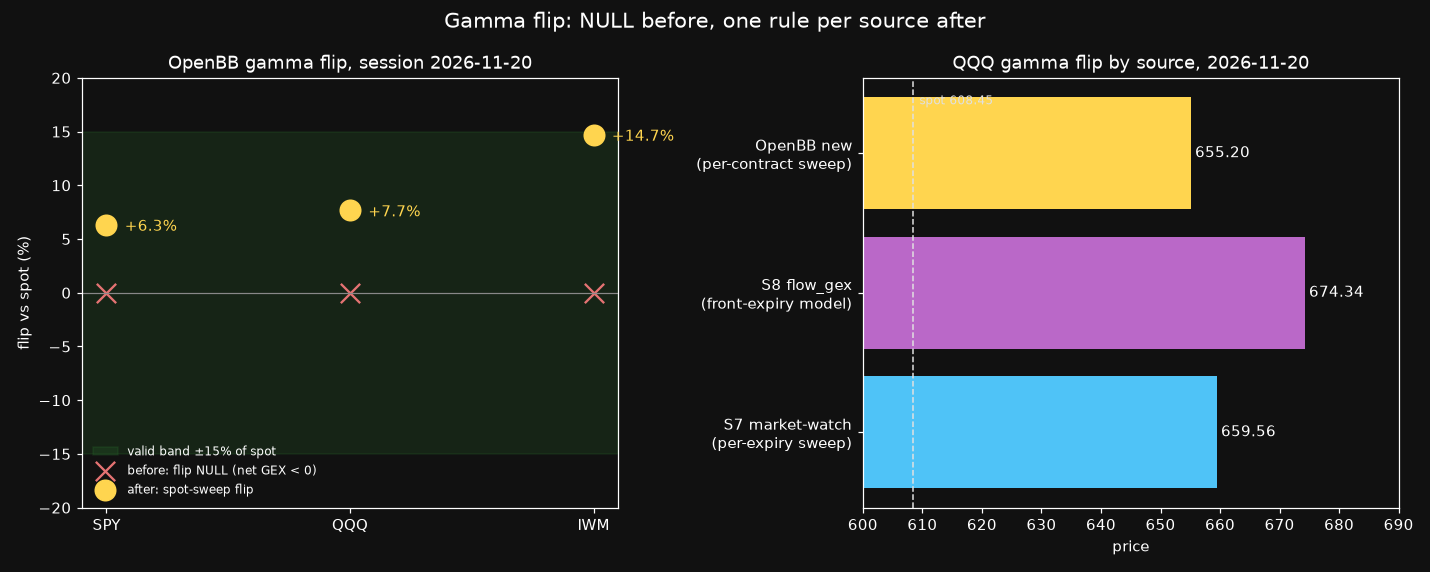 Gamma flip: NULL before, one rule per source after
OpenBB gamma flip, session 2026-11-20
flip vs spot (%)
20
15
10
5
0
−5
−10
−15
−20
+6.3%
+7.7%
+14.7%
valid band ±15% of spot
before: flip NULL (net GEX < 0)
after: spot-sweep flip
SPY
QQQ
IWM
QQQ gamma flip by source, 2026-11-20
spot 608.45
OpenBB new
(per-contract sweep)
655.20
S8 flow_gex
(front-expiry model)
674.34
S7 market-watch
(per-expiry sweep)
659.56
600
610
620
630
640
650
660
670
680
690
price